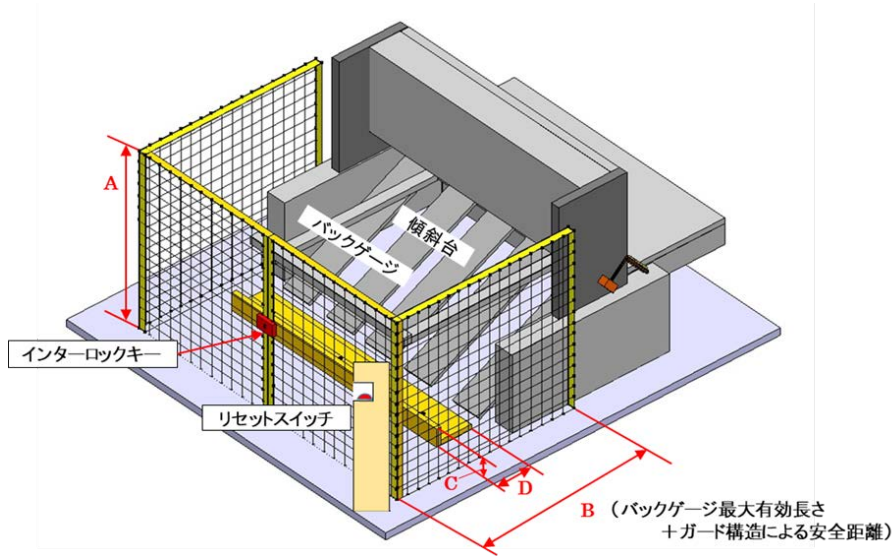 A
バックゲージ
傾斜台
インターロックキー
リセットスイッチ
C
D
B (バックゲージ最大有効長さ
+ガード構造による安全距離)